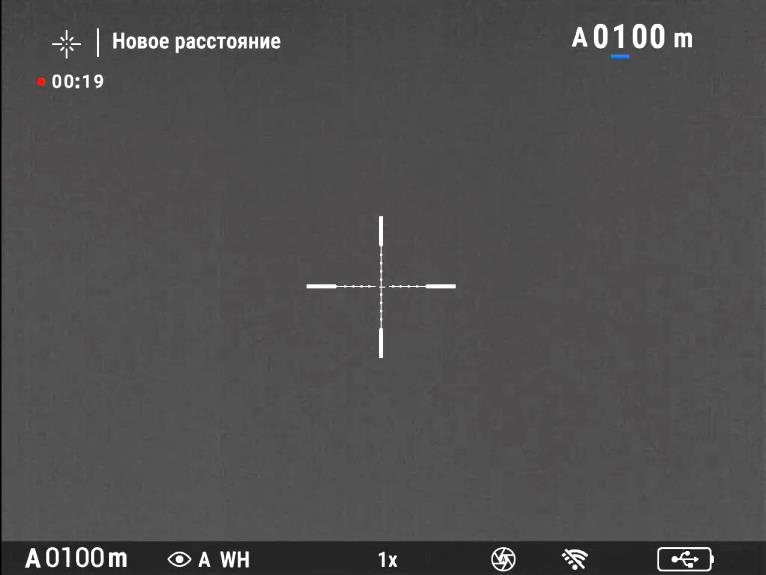 Новое расстояние
A0100 m
00:19
A0100m
A WH
1x